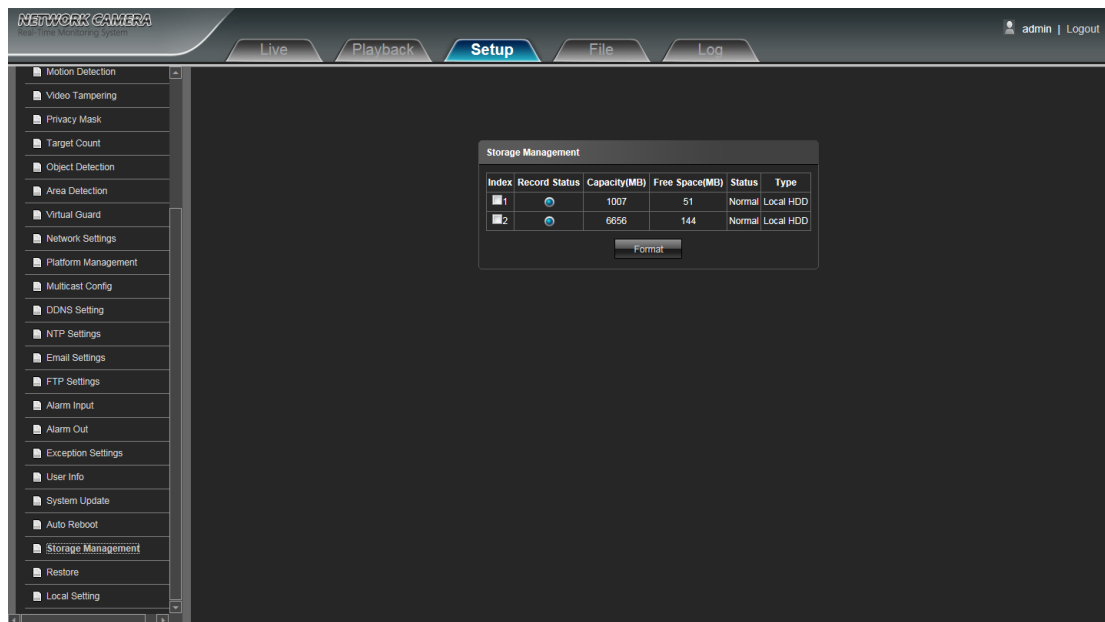 NETWORK CAMERA
Real-Time Monitoring System
admin | Logout
Live
Playback
Setup
File
Log
Motion Detection
Video Tampering
Privacy Mask
Target Count
Object Detection
Area Detection
Virtual Guard
Network Settings
Platform Management
Multicast Config
DDNS Setting
NTP Settings
Email Settings
FTP Settings
Alarm Input
Alarm Out
Exception Settings
User Info
System Update
Auto Reboot
Storage Management
Restore
Local Setting
Storage Management
Index Record Status Capacity(MB) Free Space(MB) Status Type
1 1007 51 Normal Local HDD
2 6656 144 Normal Local HDD
Format